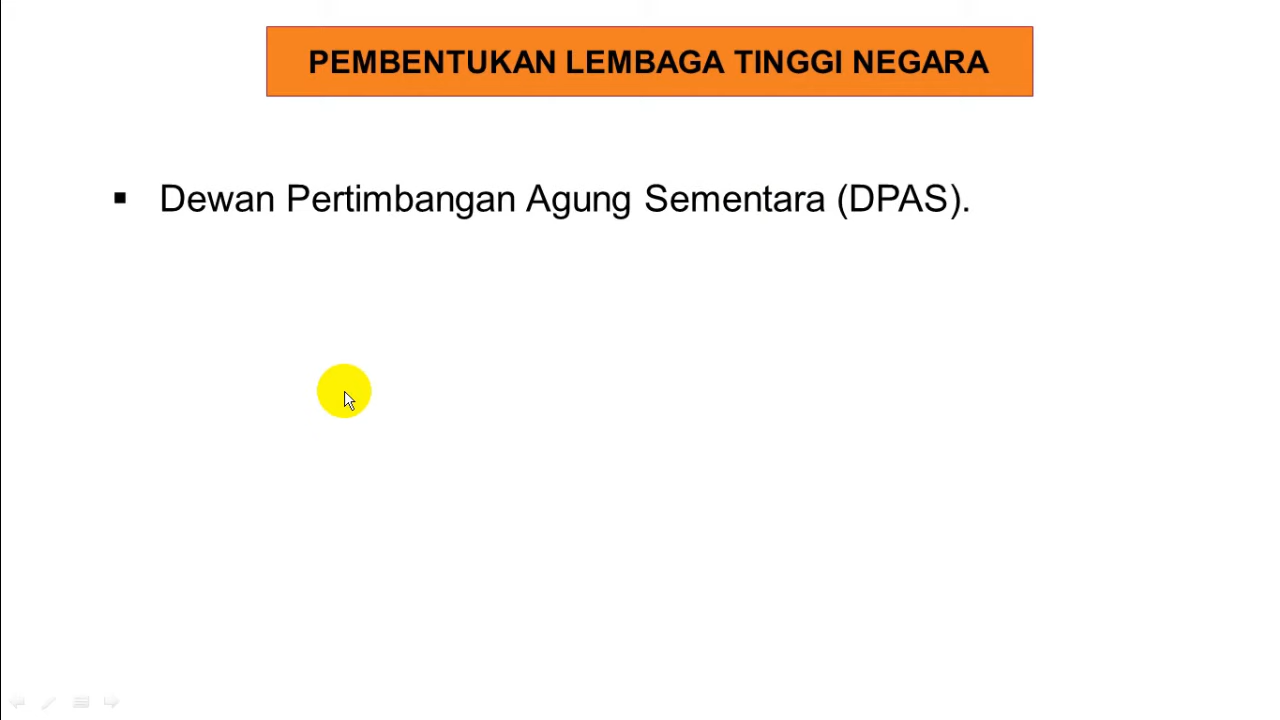 PEMBENTUKAN LEMBAGA TINGGI NEGARA
▪ Dewan Pertimbangan Agung Sementara (DPAS).